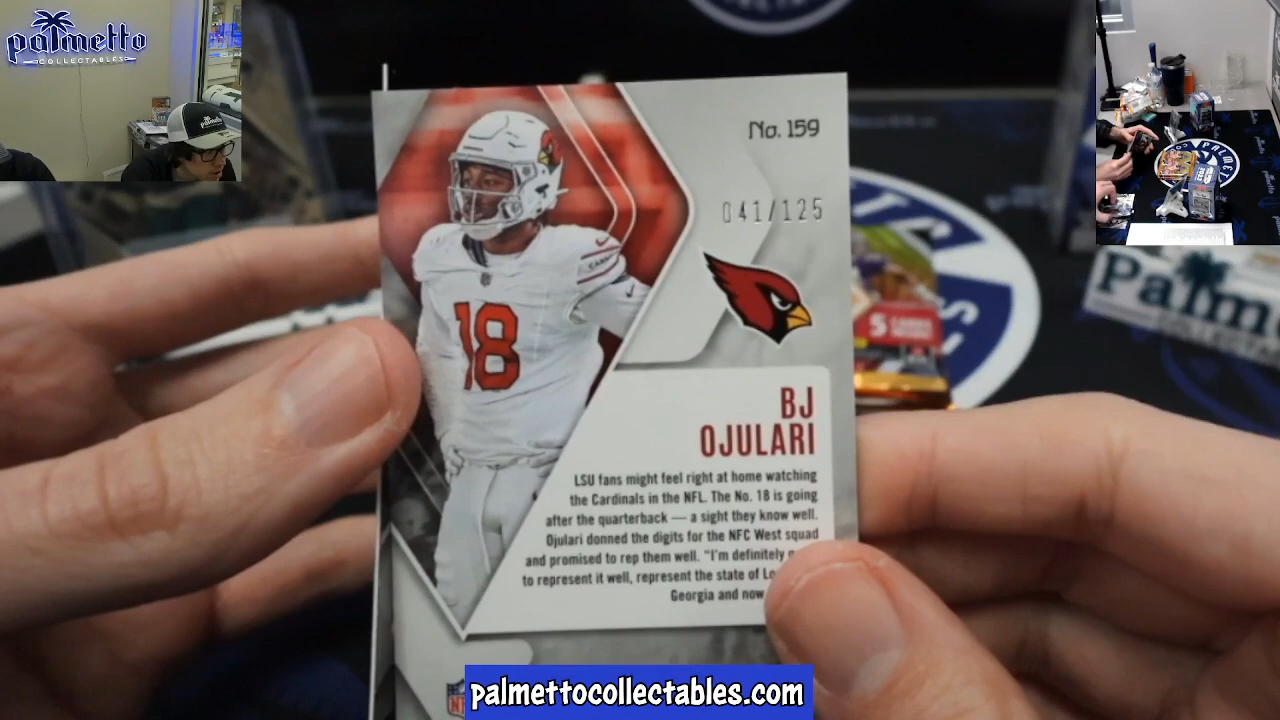 palmetto
COLLECTABLES
No. 159
041/125
18
BJ
OJULARI
LSU fans might feel right at home watching
the Cardinals in the NFL. The No. 18 is going
after the quarterback — a sight they know well.
Ojulari donned the digits for the NFC West squad
and promised to rep them well. "I'm definitely
to represent it well, represent the state of
Georgia and now
5 CARDS
palmettocollectables.com